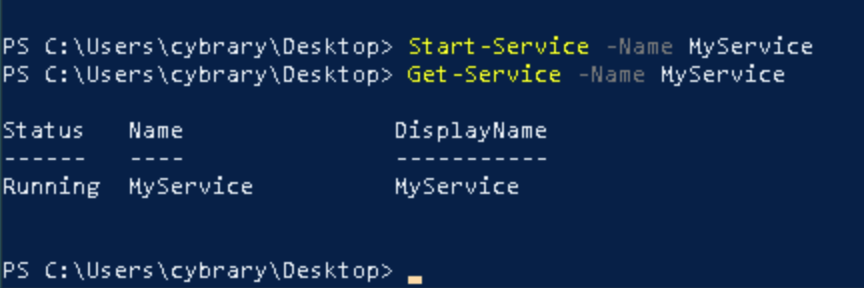 PS C:\Users\cybrary\Desktop> Start-Service -Name MyService
PS C:\Users\cybrary\Desktop> Get-Service -Name MyService
Status   Name               DisplayName
------   ----               -----------
Running  MyService          MyService
PS C:\Users\cybrary\Desktop>